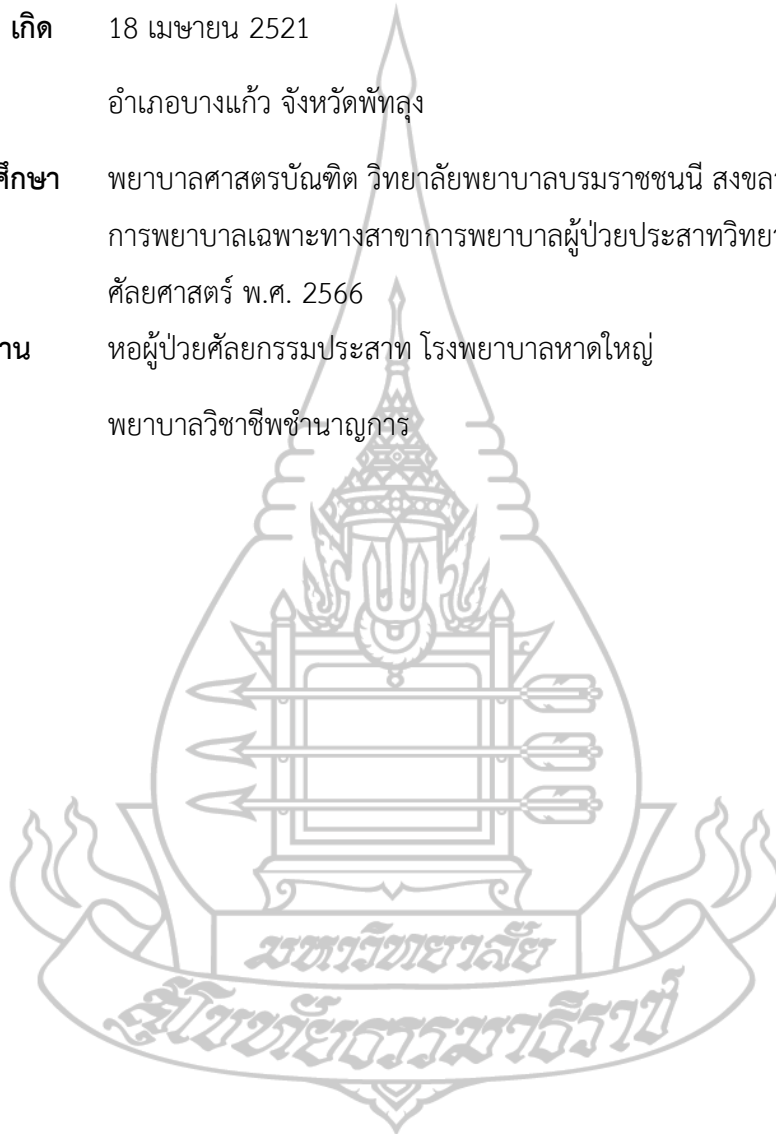 เกิด 18 เมษายน 2521
อำเภอบางแก้ว จังหวัดพัทลุง
ศึกษา พยาบาลศาสตรบัณฑิต วิทยาลัยพยาบาลบรมราชชนนี
การพยาบาลเฉพาะทางสาขาการพยาบาลผู้ป่วยประสาทวิทยา
ศัลยศาสตร์ พ.ศ. 2566
หอผู้ป่วยศัลยกรรมประสาท โรงพยาบาลหาดใหญ่
พยาบาลวิชาชีพชำนาญการ
มหาวิทยาลัย
สุโขทัยธรรมาธิราช